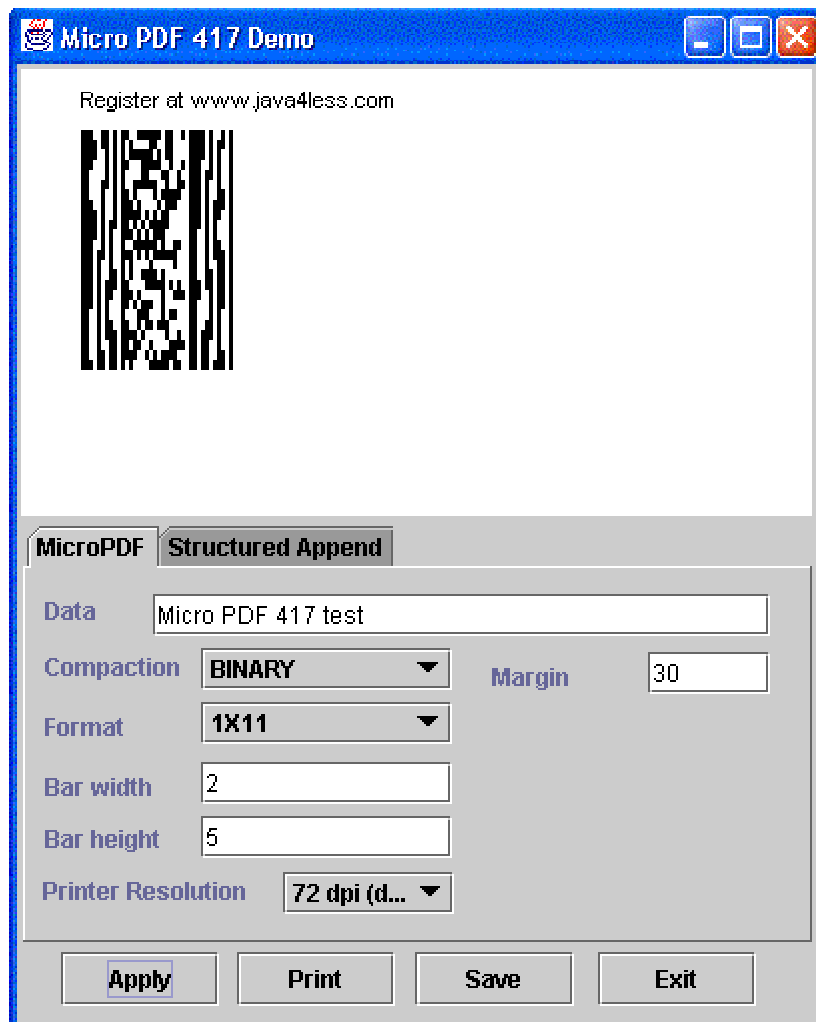 Micro PDF 417 Demo
Register at www.java4less.com
MicroPDF Structured Append
Data Micro PDF 417 test
Compaction BINARY Margin 30
Format 1X11
Bar width 2
Bar height 5
Printer Resolution 72 dpi (d...
Apply Print Save Exit